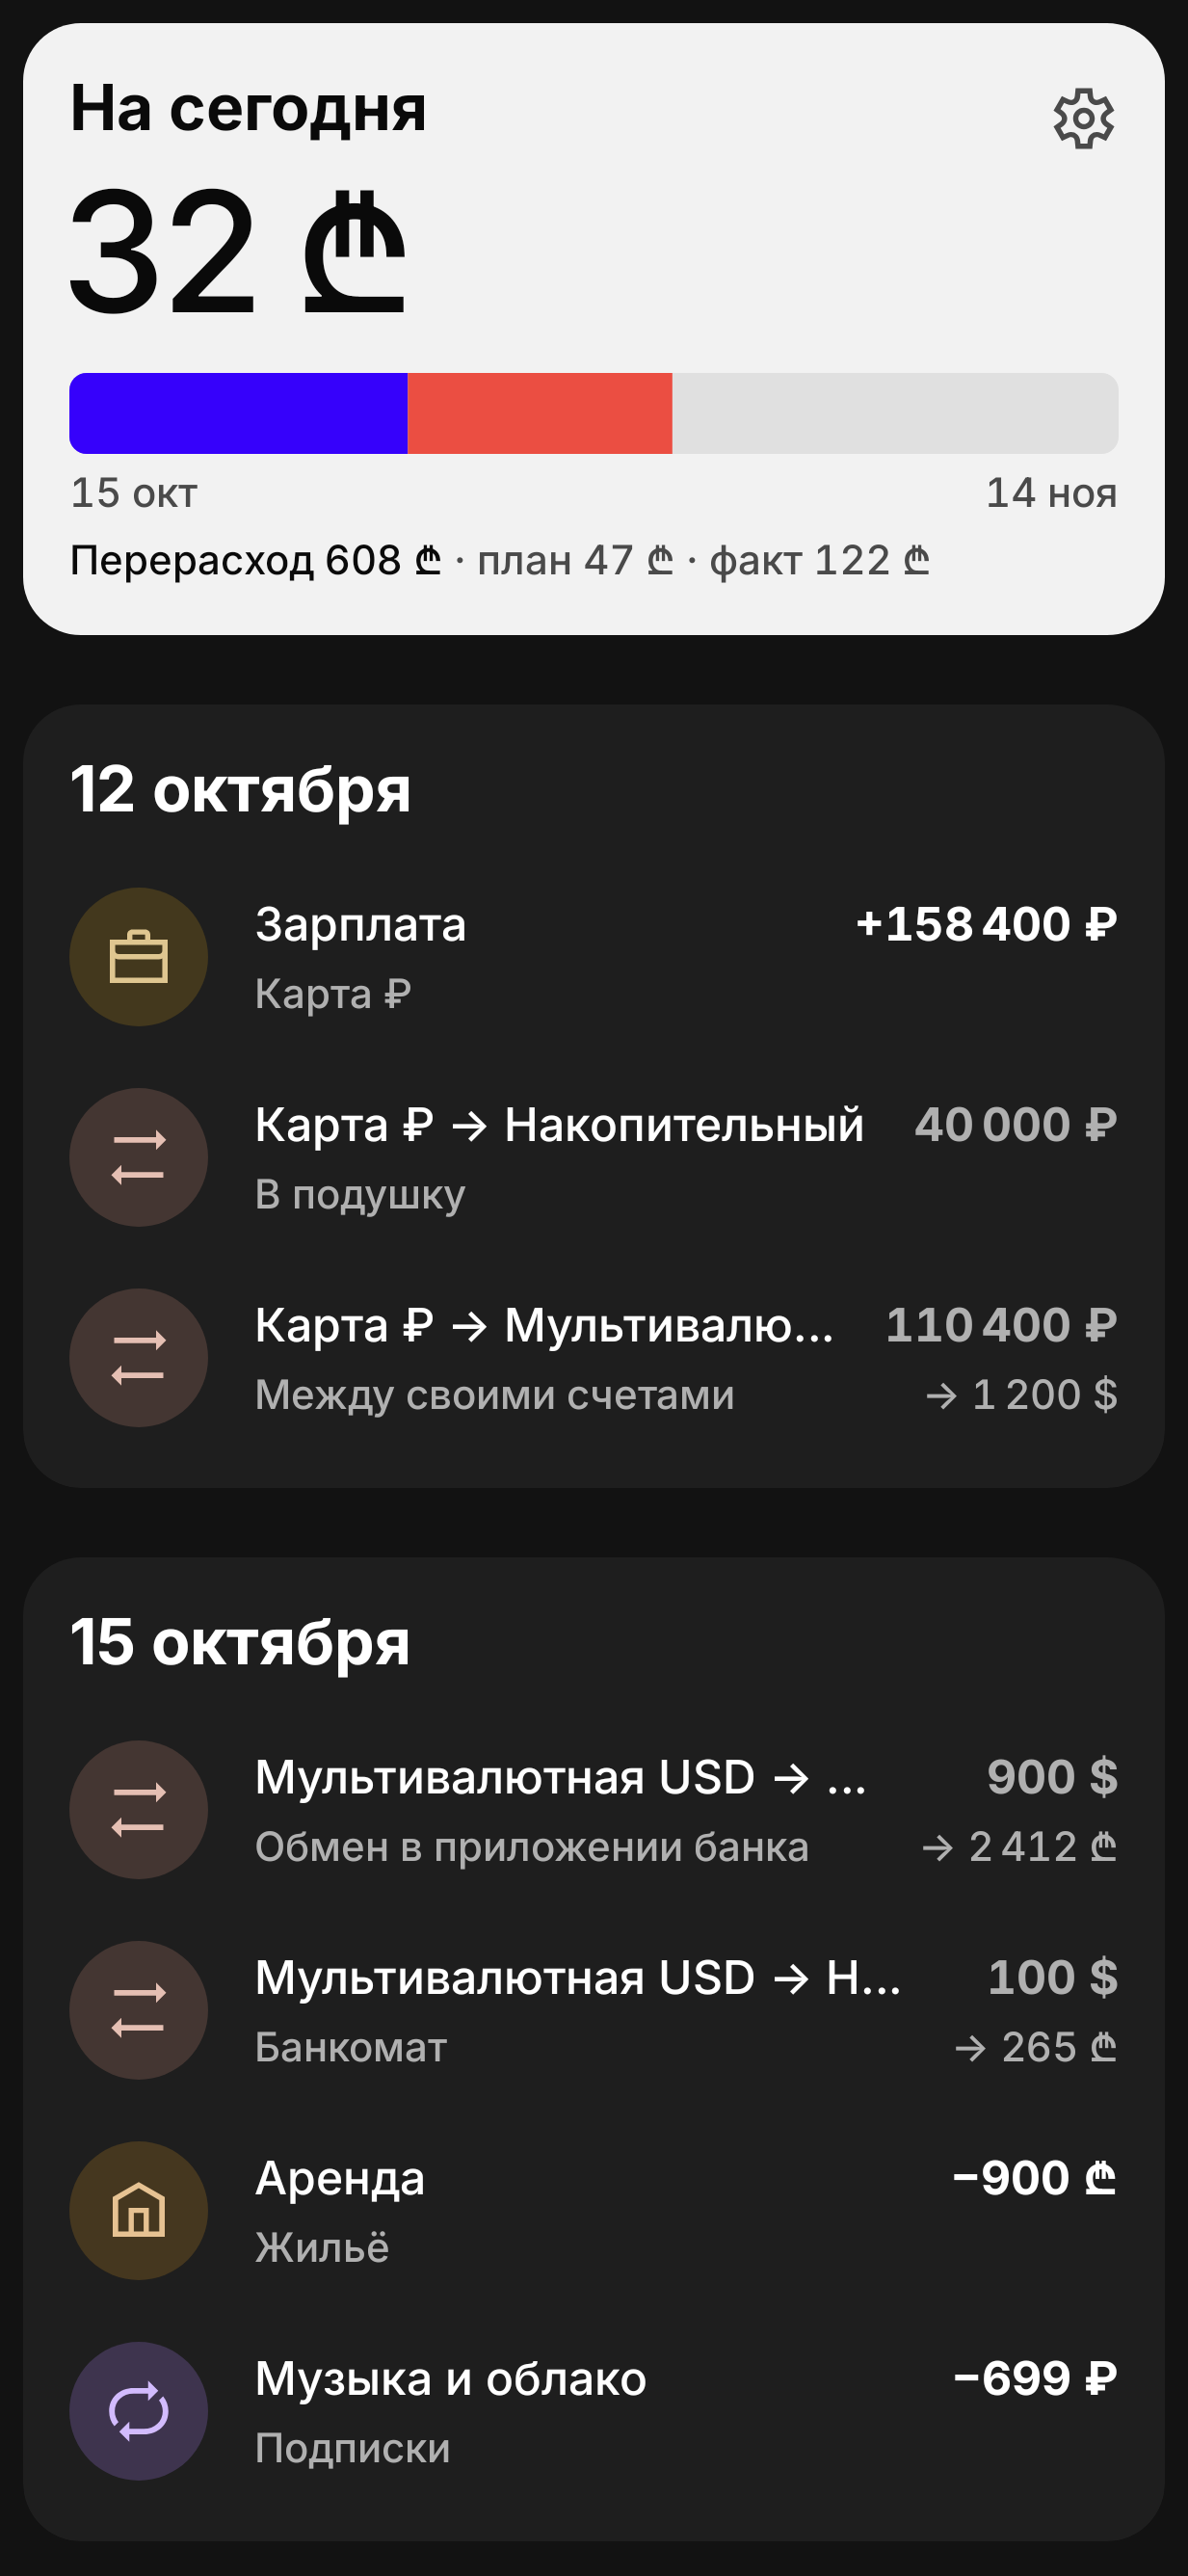 На сегодня
32 ₾
15 окт 14 ноя
Перерасход 608 ₾ · план 47 ₾ · факт 122 ₾
12 октября
Зарплата +158 400 ₽
Карта ₽
Карта ₽ → Накопительный 40 000 ₽
В подушку
Карта ₽ → Мультивалю... 110 400 ₽
Между своими счетами → 1 200 $
15 октября
Мультивалютная USD → ... 900 $
Обмен в приложении банка → 2 412 ₾
Мультивалютная USD → Н... 100 $
Банкомат → 265 ₾
Аренда −900 ₾
Жильё
Музыка и облако −699 ₽
Подписки